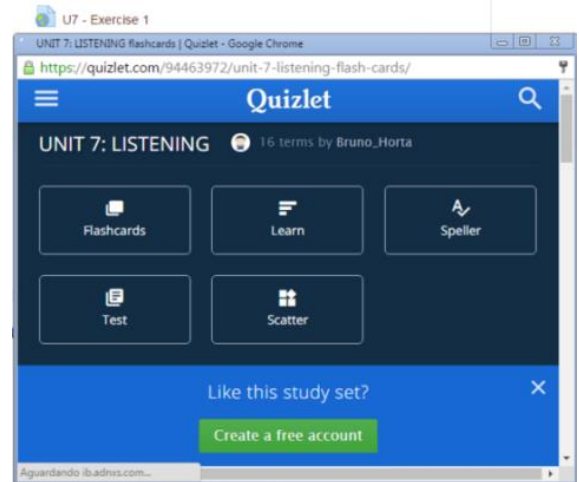 U7 - Exercise 1
UNIT 7: LISTENING flashcards | Quizlet - Google Chrome
https://quizlet.com/94463972/unit-7-listening-flash-cards/
Quizlet
UNIT 7: LISTENING 16 terms by Bruno_Horta
Flashcards Learn Speller
Test Scatter
Like this study set?
Create a free account
Aguardando ib.adnxs.com...